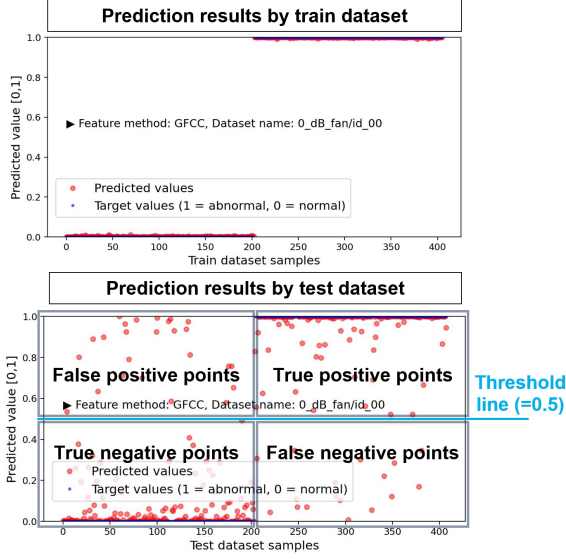 Prediction results by train dataset
1.0
0.8
0.6
0.4
0.2
0.0
Predicted value [0,1]
▶ Feature method: GFCC, Dataset name: 0_dB_fan/id_00
Predicted values
Target values (1 = abnormal, 0 = normal)
0 50 100 150 200 250 300 350 400
Train dataset samples
Prediction results by test dataset
1.0
0.8
0.6
0.4
0.0
Predicted value [0,1]
False positive points True positive points
▶ Feature method: GFCC, Dataset name: 0_dB_fan/id_00
Threshold
line (=0.5)
True negative points False negative points
Predicted values
Target values (1 = abnormal, 0 = normal)
0 50 100 150 200 250 300 350 400
Test dataset samples